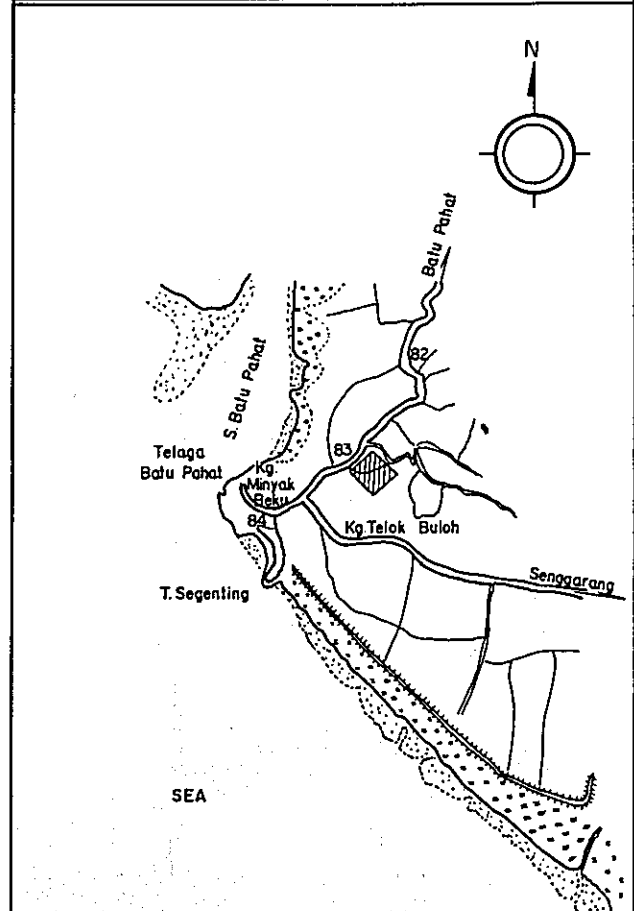 N
Batu Pahat
82
S. Batu Pahat
83
Telaga
Batu Pahat
Kg.
Minyak
Beku
84
Kg. Telok Buloh
Senggarang
T. Segenting
SEA